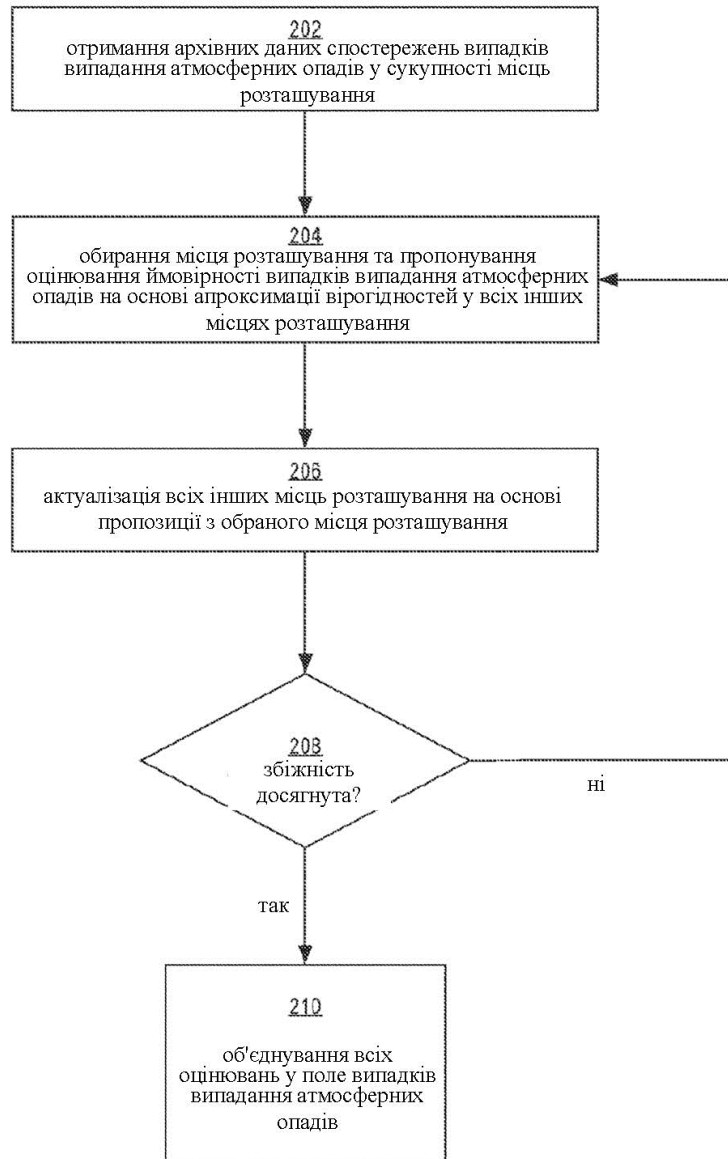 202
отримання архівних даних спостережень випадків
випадання атмосферних опадів у сукупності місць
розташування
204
обирання місця розташування та пропонування
оцінювання ймовірності випадків випадання атмосферних
опадів на основі апроксимації вірогідностей у всіх інших
місцях розташування
206
актуалізація всіх інших місць розташування на основі
пропозиції з обраного місця розташування
208
збіжність
досягнута?
ні
так
210
об'єднування всіх
оцінювань у поле випадків
випадання атмосферних
опадів